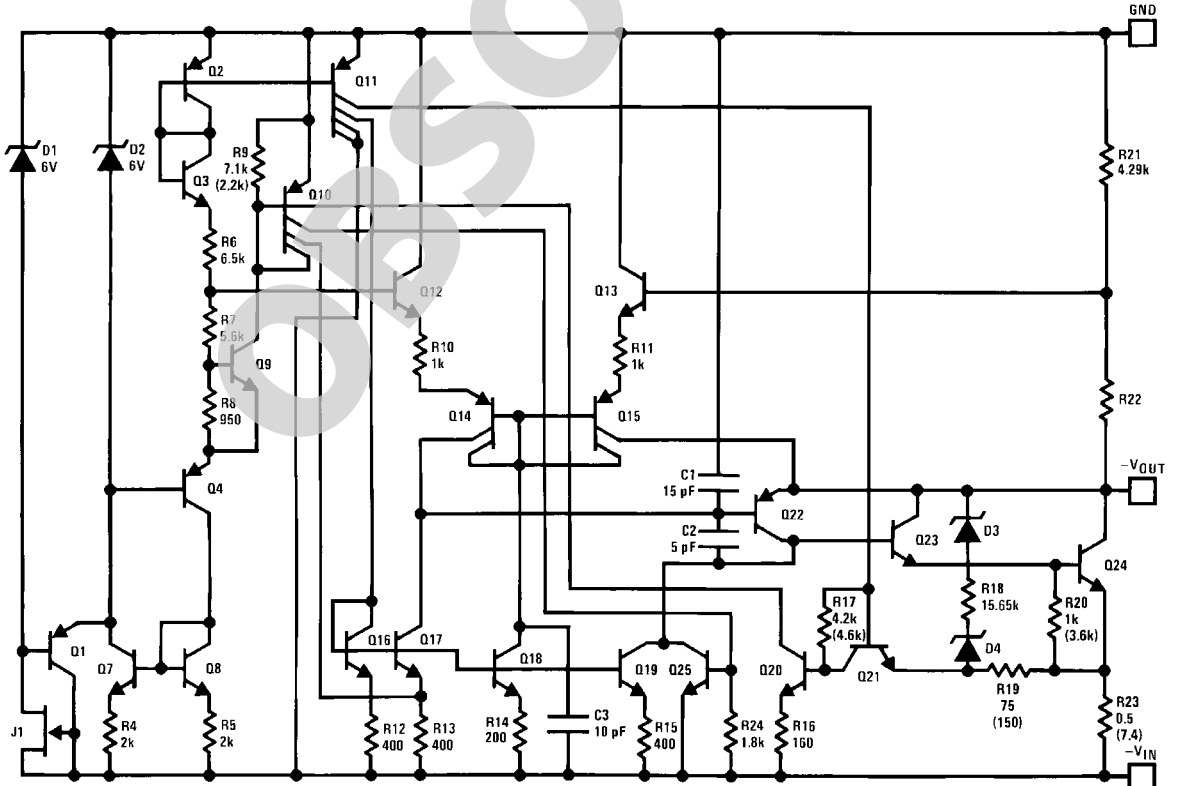 GND
Q2
Q11
D1
6V
D2
6V
R9
7.1k
(2.2k)
Q3
Q10
R21
4.29k
R6
6.5k
Q12
Q13
R7
5.6k
R10
1k
R11
1k
Q9
R8
950
Q14
Q15
R22
Q4
C1
15 pF
-VOUT
Q22
C2
5 pF
Q23
D3
Q24
R18
15.65k
R17
4.2k
(4.6k)
R20
1k
(3.6k)
Q1
Q7
Q8
Q16
Q17
Q18
Q19
Q25
Q20
Q21
D4
R19
75
(150)
J1
R4
2k
R5
2k
R12
400
R13
400
R14
200
C3
10 pF
R15
400
R24
1.8k
R16
160
R23
0.5
(7.4)
-VIN
OBSO